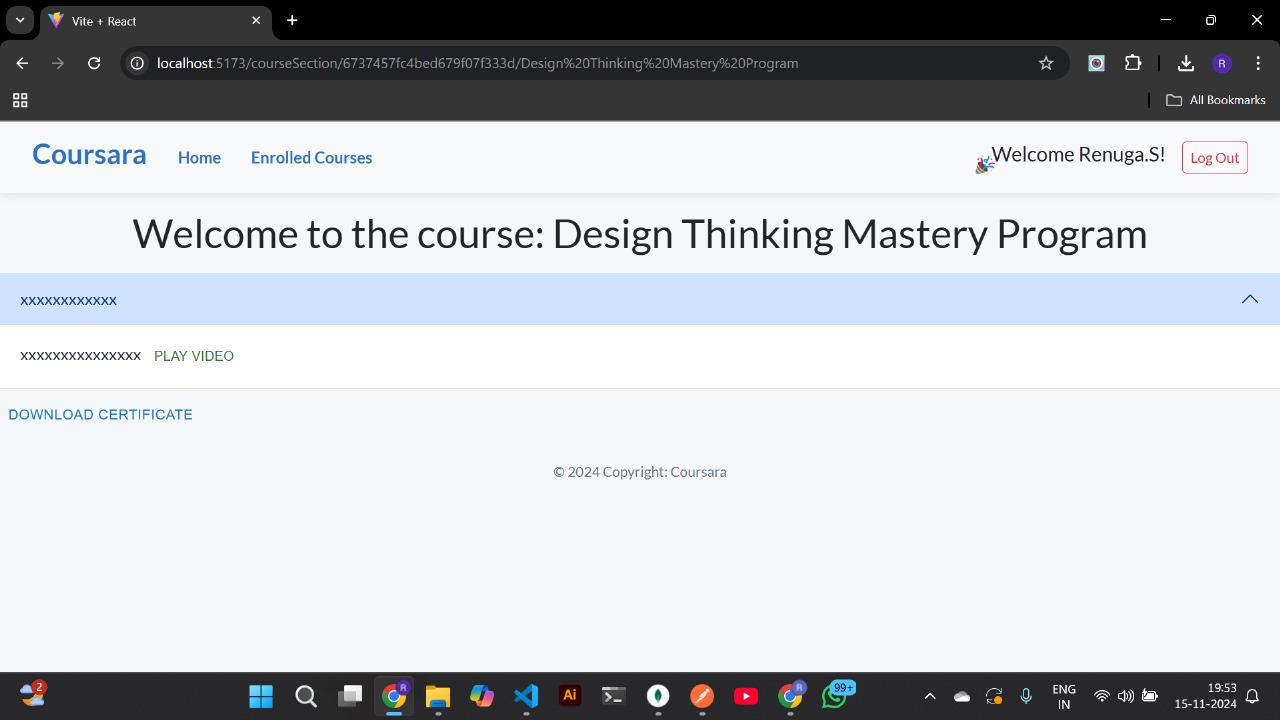 Vite + React
localhost:5173/courseSection/6737457fc4bed679f07f333d/Design%20Thinking%20Mastery%20Program
R
All Bookmarks
Coursara Home Enrolled Courses Welcome Renuga.S! Log Out
Welcome to the course: Design Thinking Mastery Program
xxxxxxxxxxxx
xxxxxxxxxxxxxxx PLAY VIDEO
DOWNLOAD CERTIFICATE
© 2024 Copyright: Coursara
2 R Ai R 99+ ENG 19:53
IN 15-11-2024